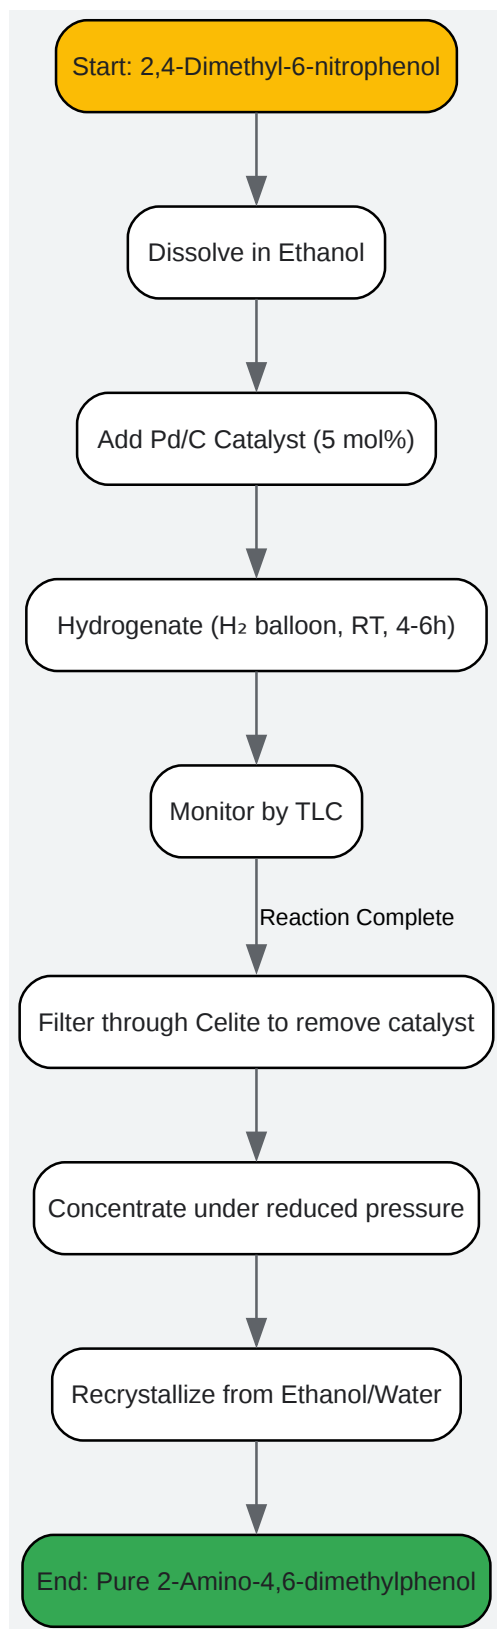 Start: 2,4-Dimethyl-6-nitrophenol
Dissolve in Ethanol
Add Pd/C Catalyst (5 mol%)
Hydrogenate (H₂ balloon, RT, 4-6h)
Monitor by TLC
Reaction Complete
Filter through Celite to remove catalyst
Concentrate under reduced pressure
Recrystallize from Ethanol/Water
End: Pure 2-Amino-4,6-dimethylphenol